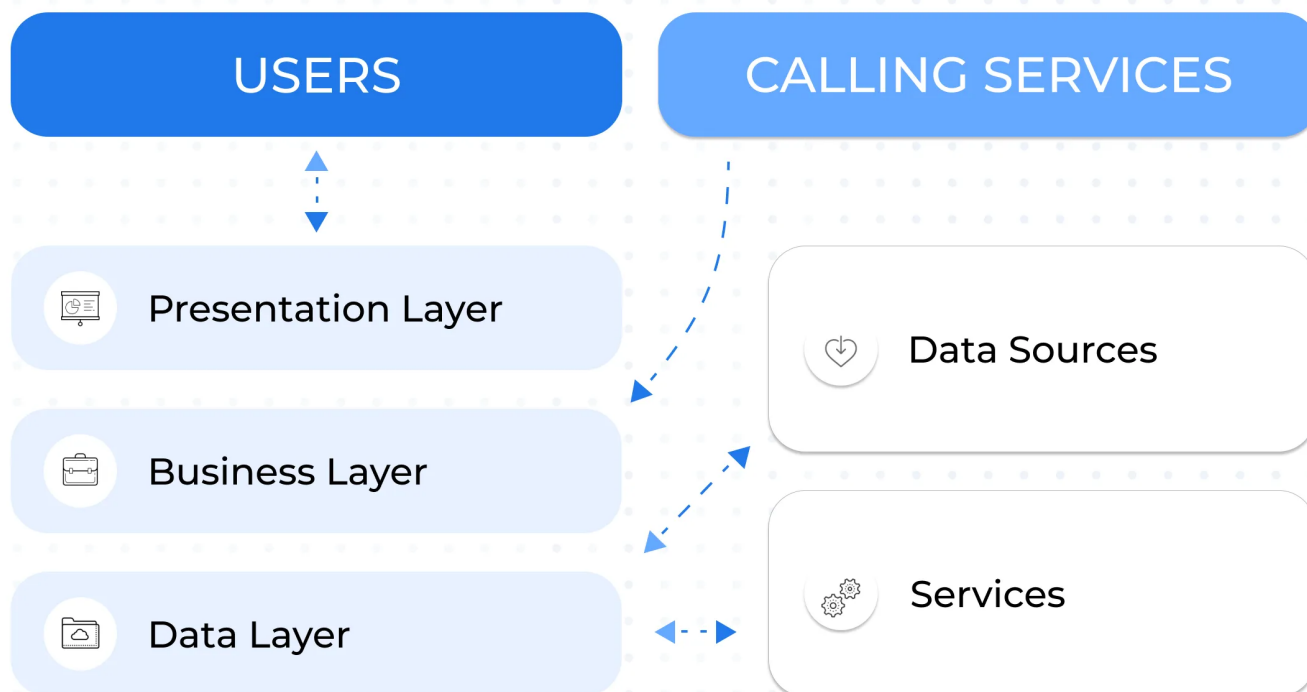 USERS
CALLING SERVICES
Presentation Layer
Data Sources
Business Layer
Services
Data Layer